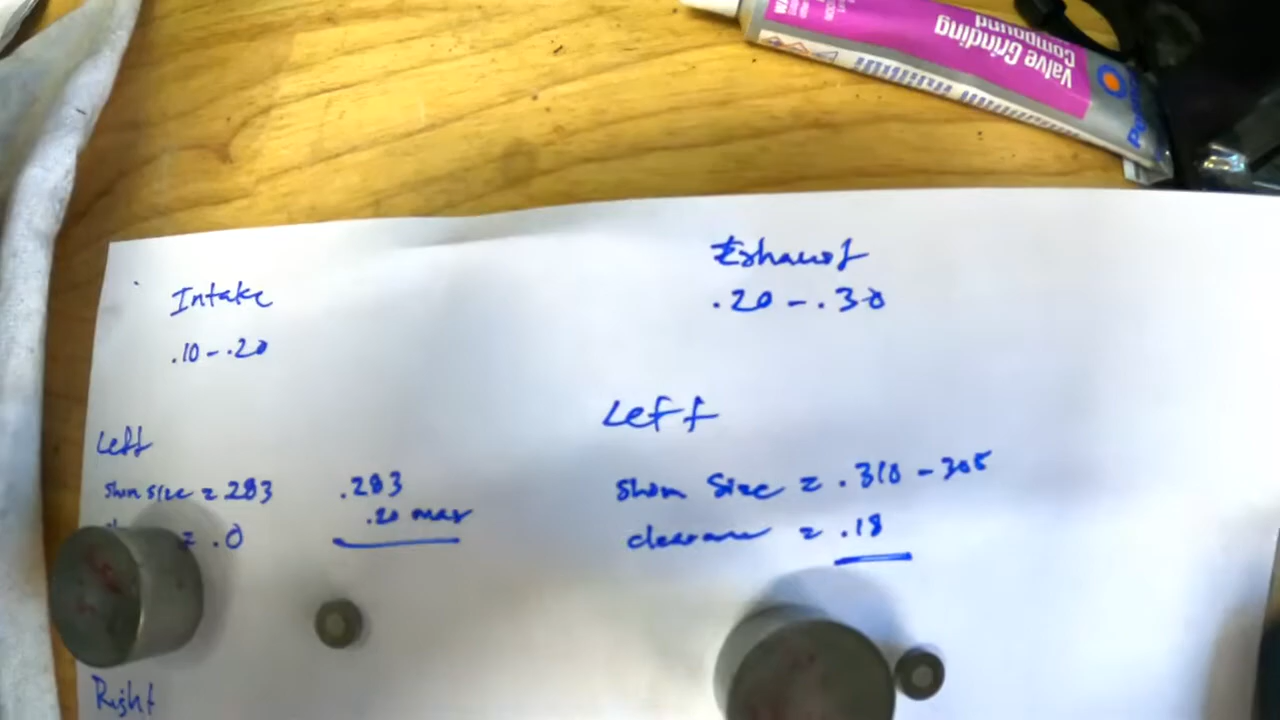 Valve Grinding
Compound
Intake
.10 - .20
Exhaust
.20 - .30
Left
Shim size = 283
.283
.20 max
= .0
Left
Shim Size = .310 - 305
clearance = .18
Right